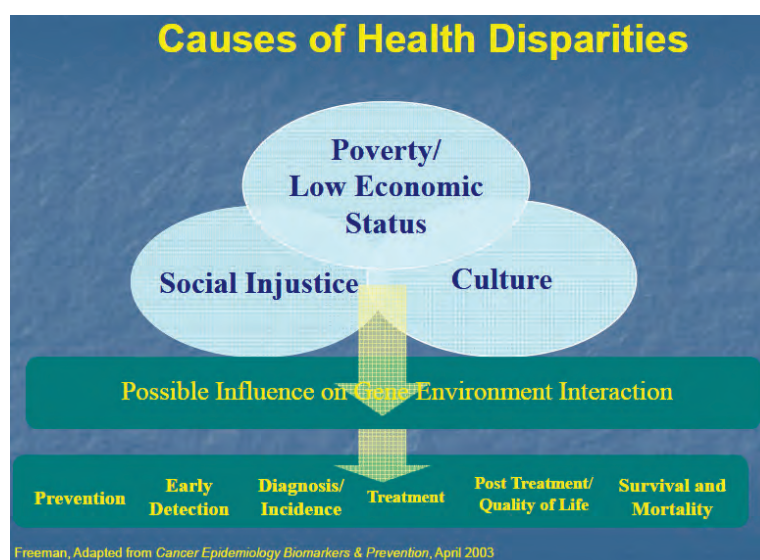 Causes of Health Disparities
Poverty/
Low Economic
Status
Social Injustice
Culture
Possible Influence on Gene Environment Interaction
Prevention
Early
Detection
Diagnosis/
Incidence
Treatment
Post Treatment/
Quality of Life
Survival and
Mortality
Freeman, Adapted from Cancer Epidemiology Biomarkers & Prevention, April 2003